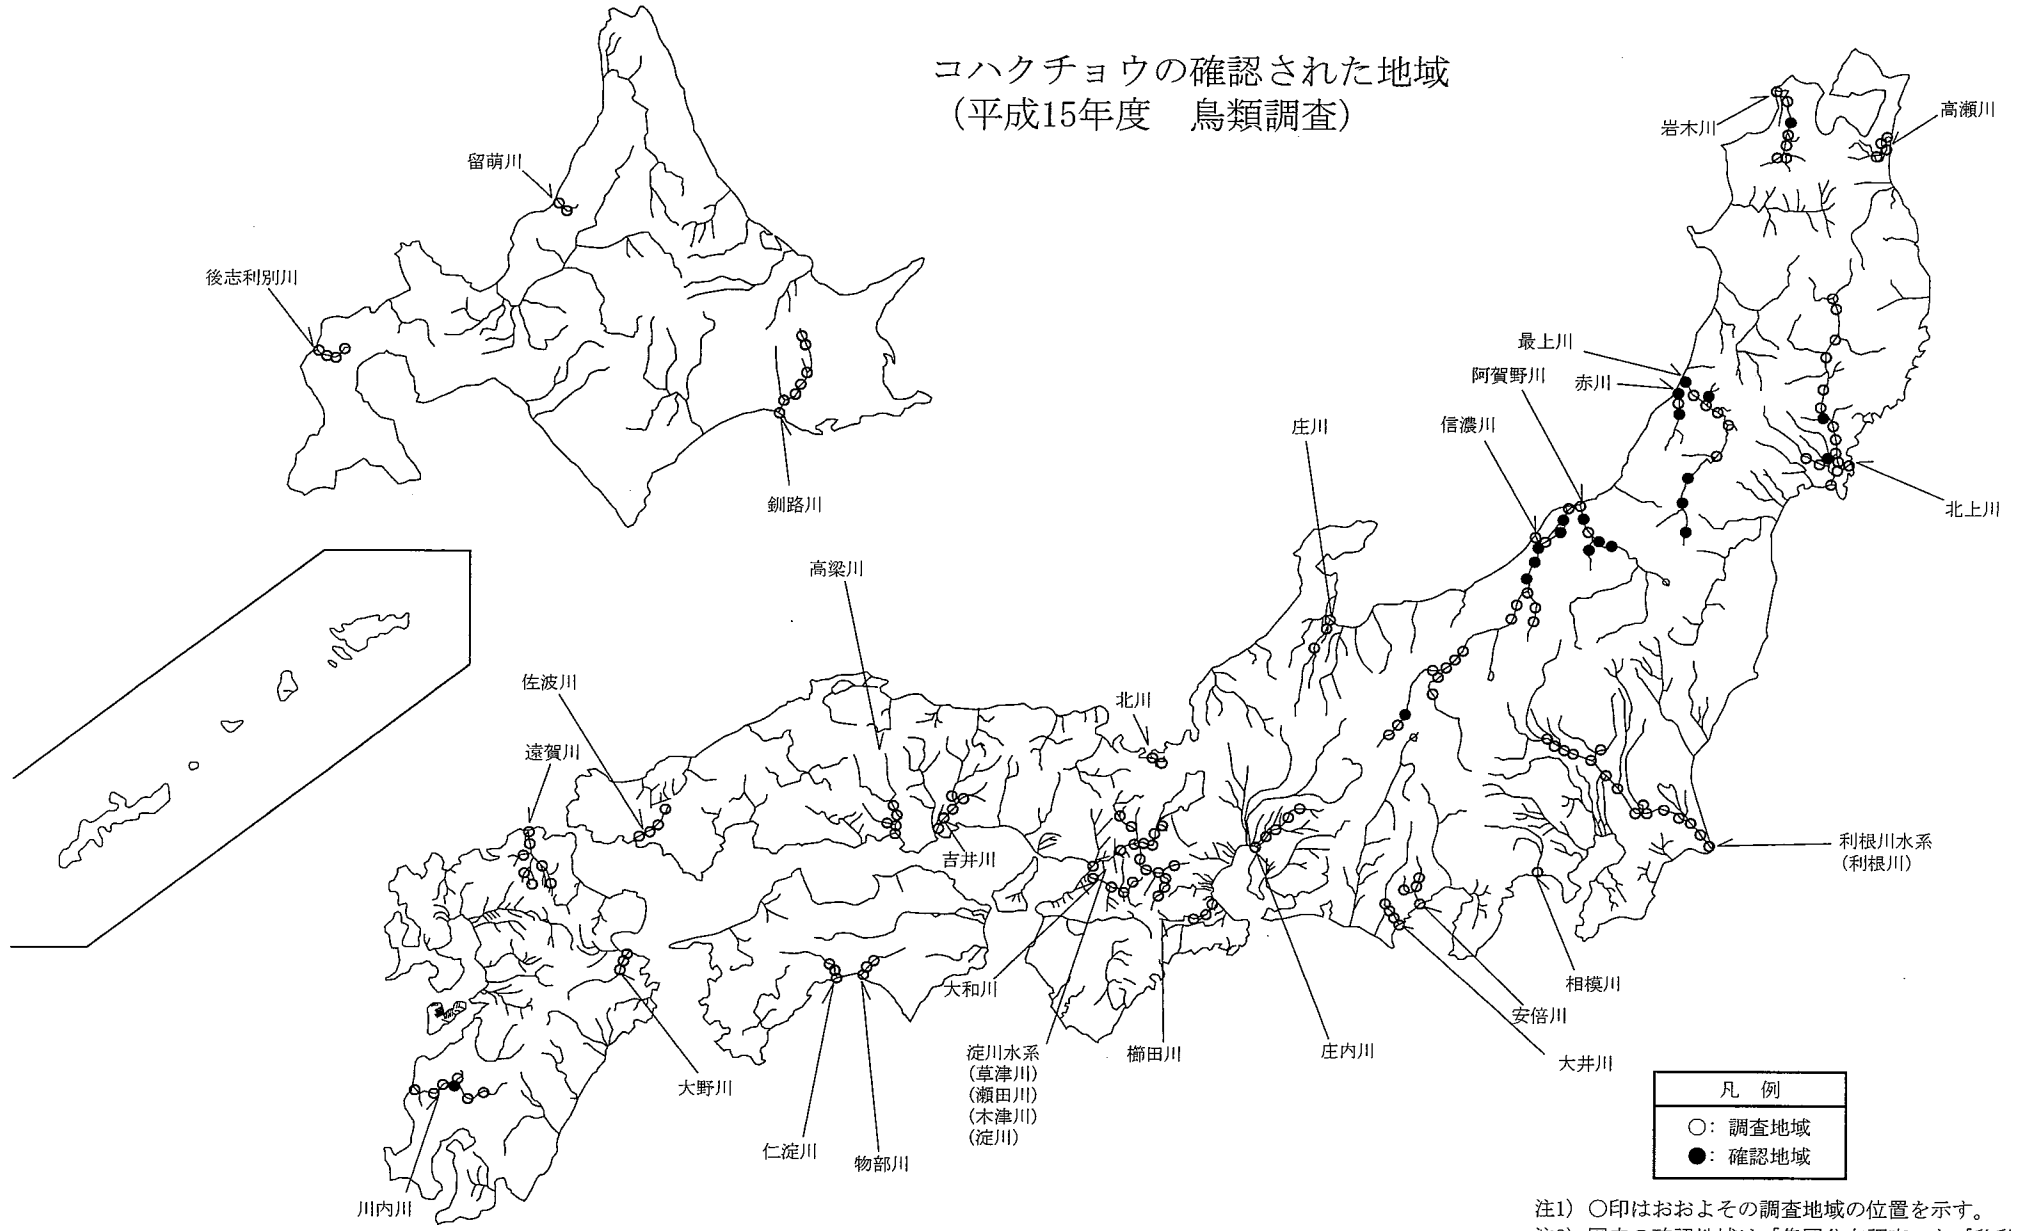 コハクチョウの確認された地域
(平成15年度　鳥類調査)
岩木川
高瀬川
留萌川
後志利別川
最上川
阿賀野川
赤川
庄川
信濃川
釧路川
北上川
高梁川
佐波川
北川
遠賀川
吉井川
利根川水系
(利根川)
大和川
相模川
安倍川
淀川水系
(草津川)
(瀬田川)
(木津川)
(淀川)
櫛田川
庄内川
大井川
大野川
仁淀川
物部川
川内川
凡　例
○: 調査地域
●: 確認地域
注1) ○印はおおよその調査地域の位置を示す。